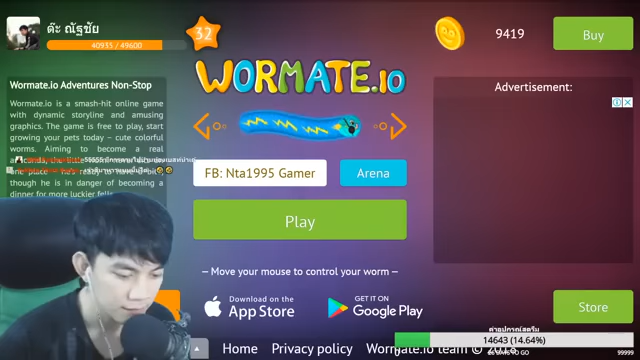 ต๊ะ ณัฐชัย
40935 / 49600
32
9419
Buy
WORMATE.IO
Wormate.io Adventures Non-Stop
Wormate.io is a smash-hit online game
with dynamic storyline and amusing
graphics. The game is free to play, start
growing your pets today – cute colorful
worms. Aiming to become a real
though he is in danger of becoming a
dinner for more luckier
Advertisement:
FB: Nta1995 Gamer
Arena
Play
— Move your mouse to control your worm —
Download on the
App Store
GET IT ON
Google Play
Store
14643 (14.64%)
99999
Home
Privacy policy
Wormate.io team © 2018